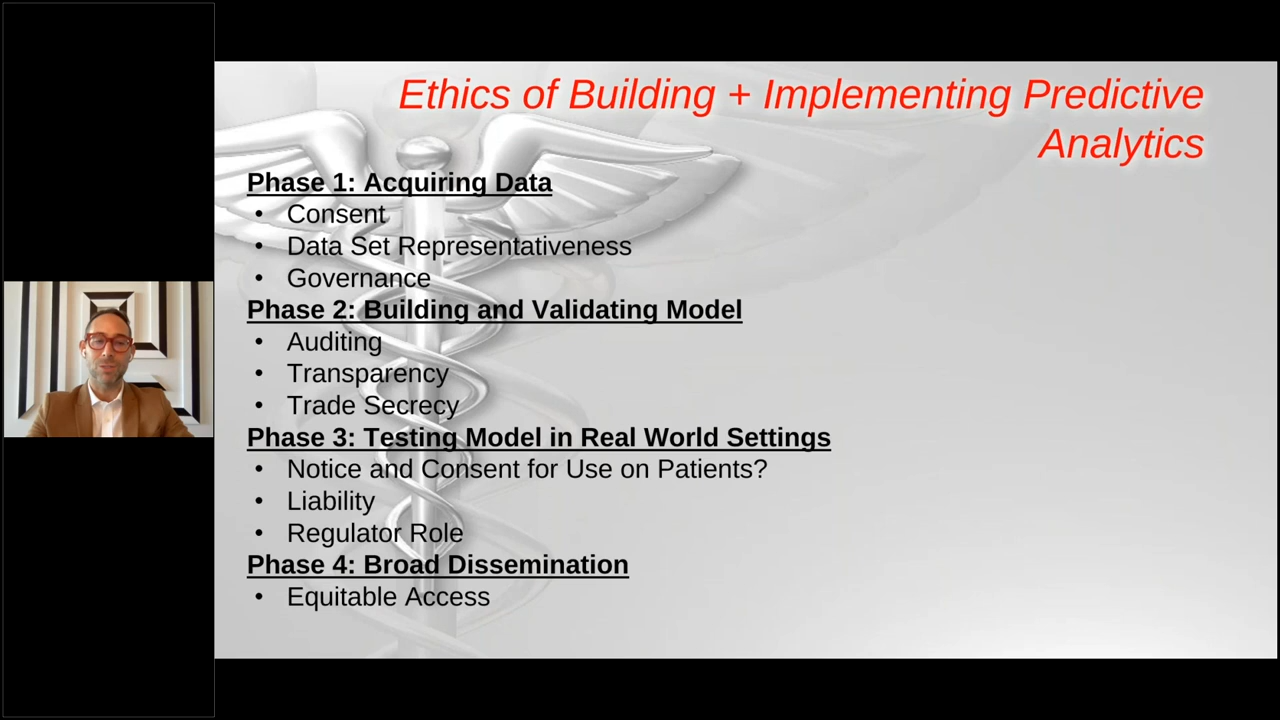 Ethics of Building + Implementing Predictive
Analytics
Phase 1: Acquiring Data
• Consent
• Data Set Representativeness
• Governance
Phase 2: Building and Validating Model
• Auditing
• Transparency
• Trade Secrecy
Phase 3: Testing Model in Real World Settings
• Notice and Consent for Use on Patients?
• Liability
• Regulator Role
Phase 4: Broad Dissemination
• Equitable Access